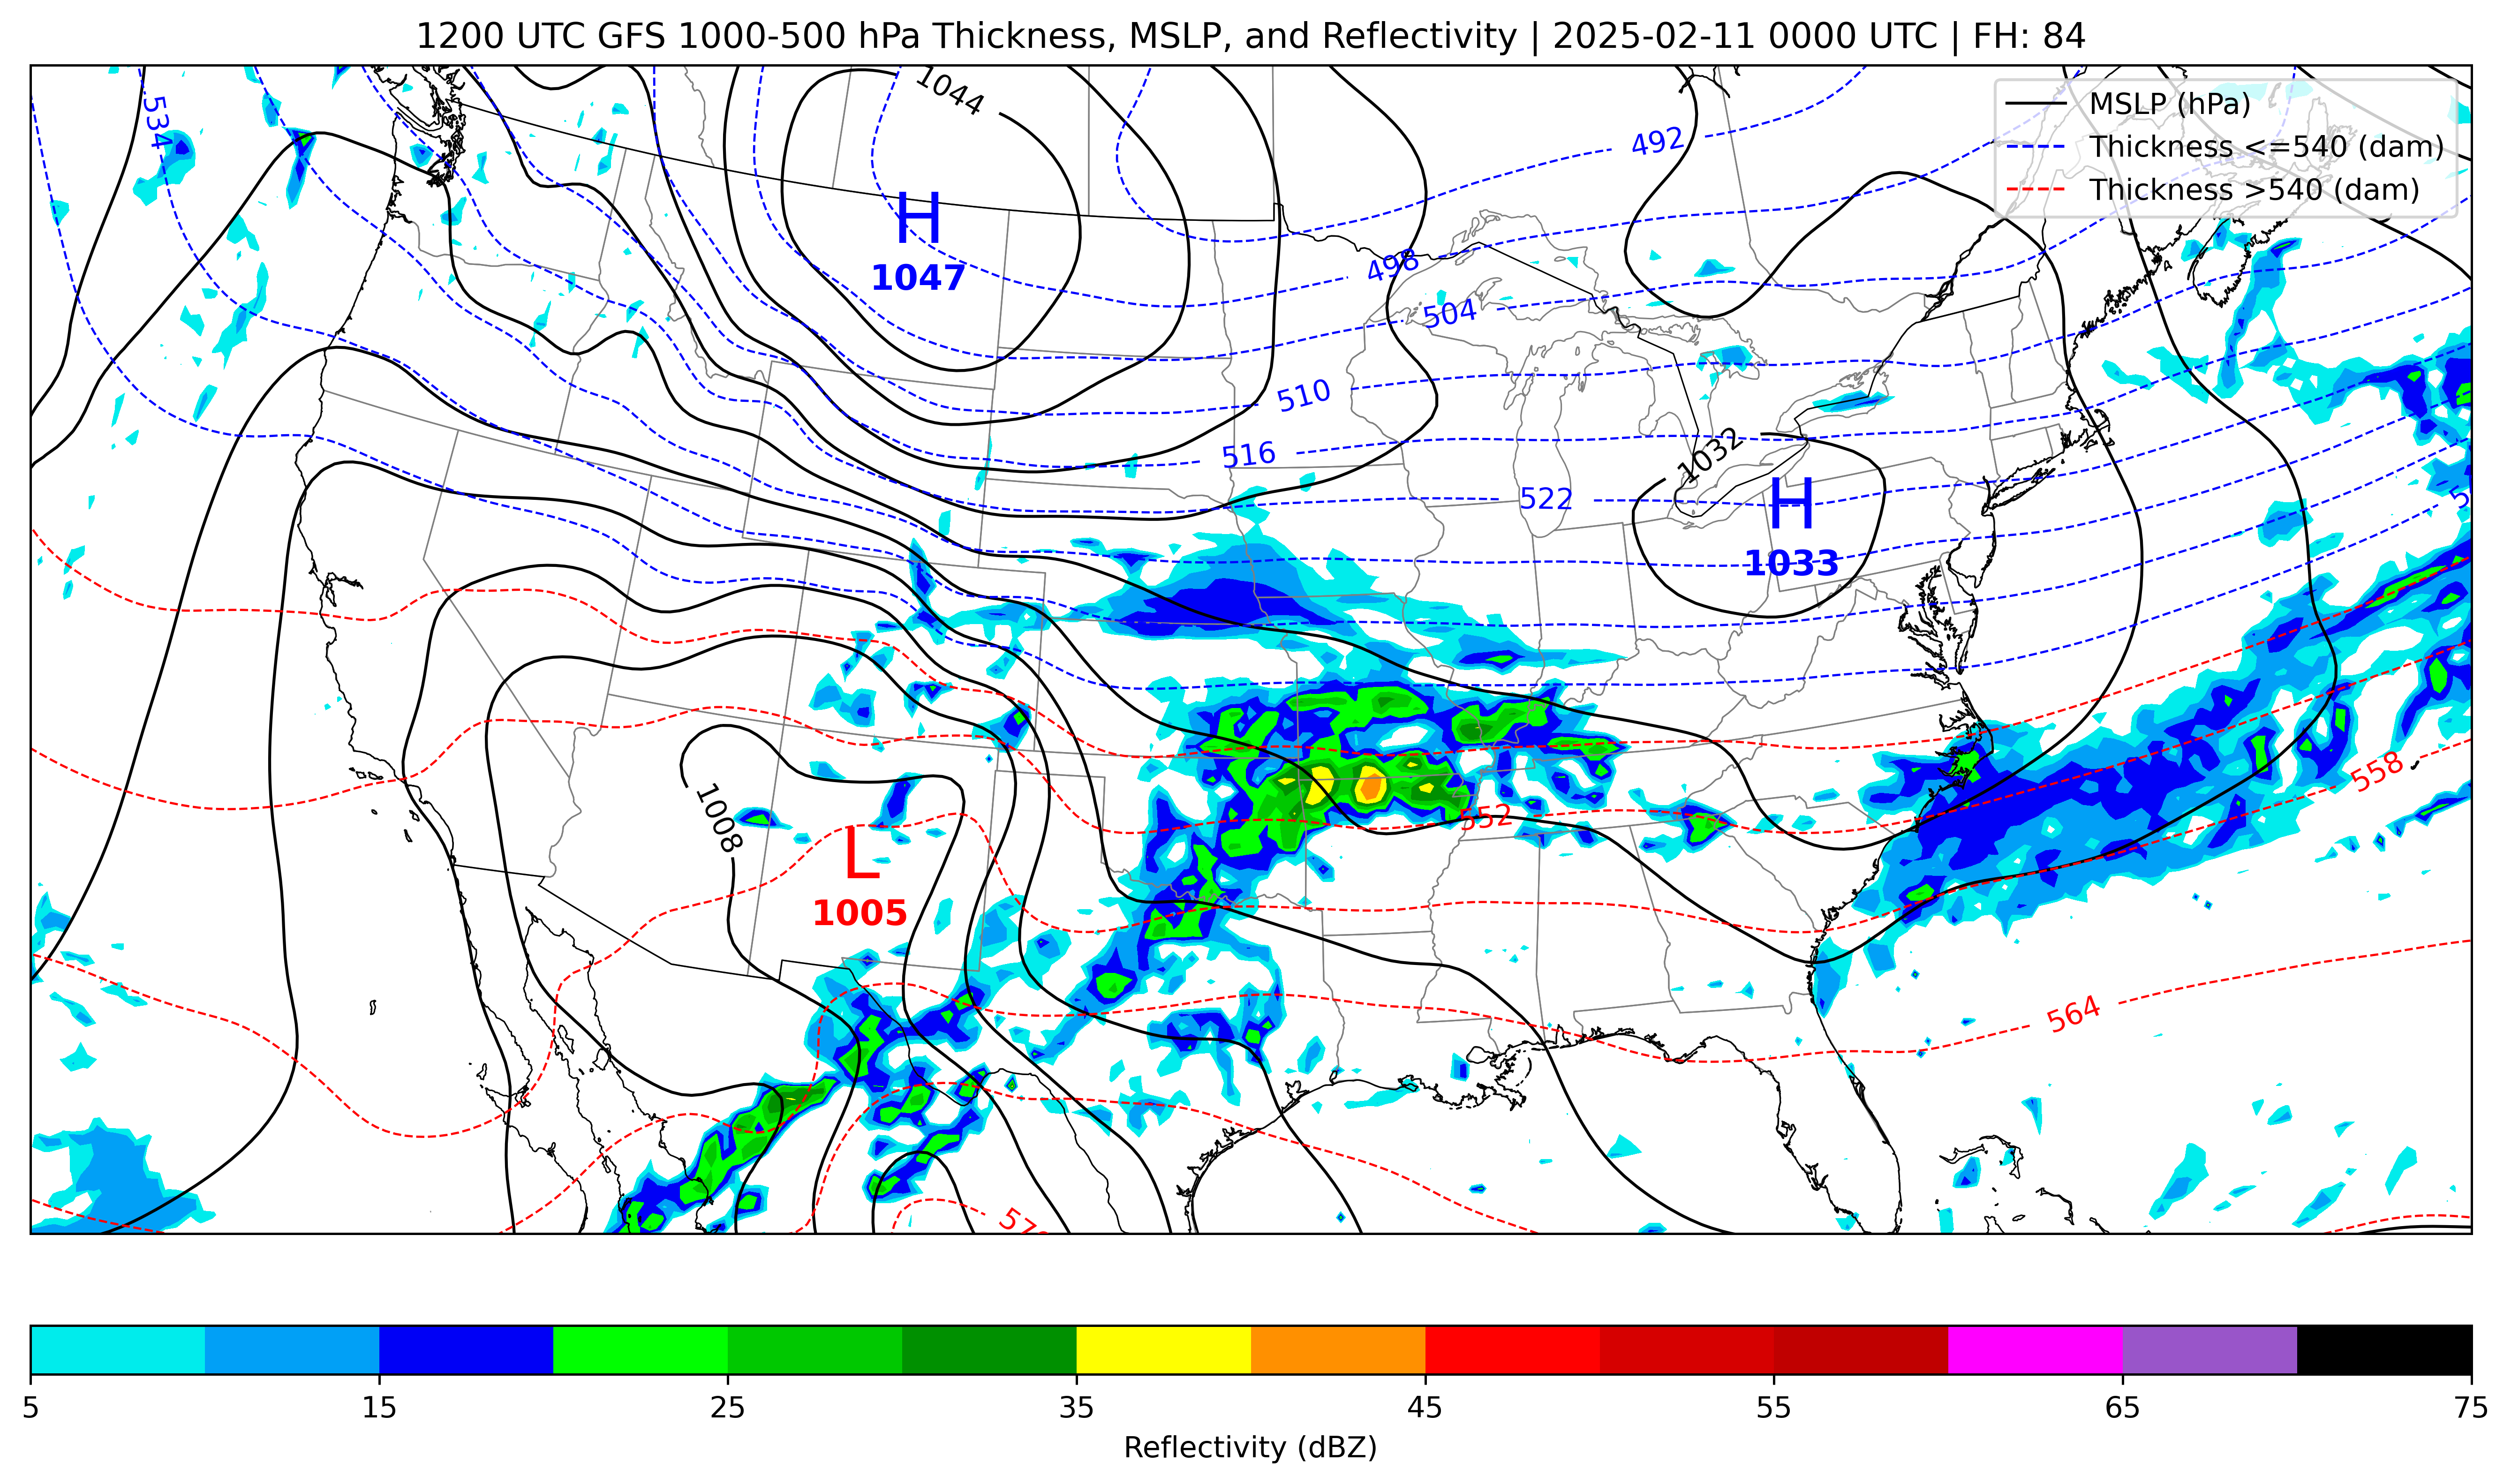 1200 UTC GFS 1000-500 hPa Thickness, MSLP, and Reflectivity | 2025-02-11 0000 UTC | FH: 84
MSLP (hPa)
Thickness <=540 (dam)
Thickness >540 (dam)
1044
534
492
H
1047
498
504
510
516
1032
522
H
1033
558
1008
552
L
1005
564
5 15 25 35 45 55 65 75
Reflectivity (dBZ)